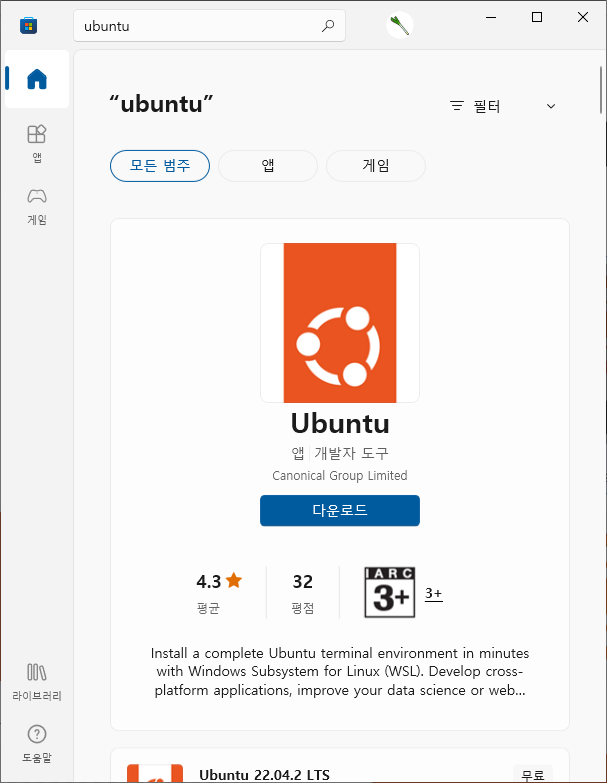 ubuntu
“ubuntu”
필터
모든 범주
앱
게임
앱
게임
Ubuntu
앱 개발자 도구
Canonical Group Limited
다운로드
4.3
32
IARC
3+
3+
평균
평점
Install a complete Ubuntu terminal environment in minutes
with Windows Subsystem for Linux (WSL). Develop cross-
platform applications, improve your data science or web...
라이브러리
도움말
Ubuntu 22.04.2 LTS
무료